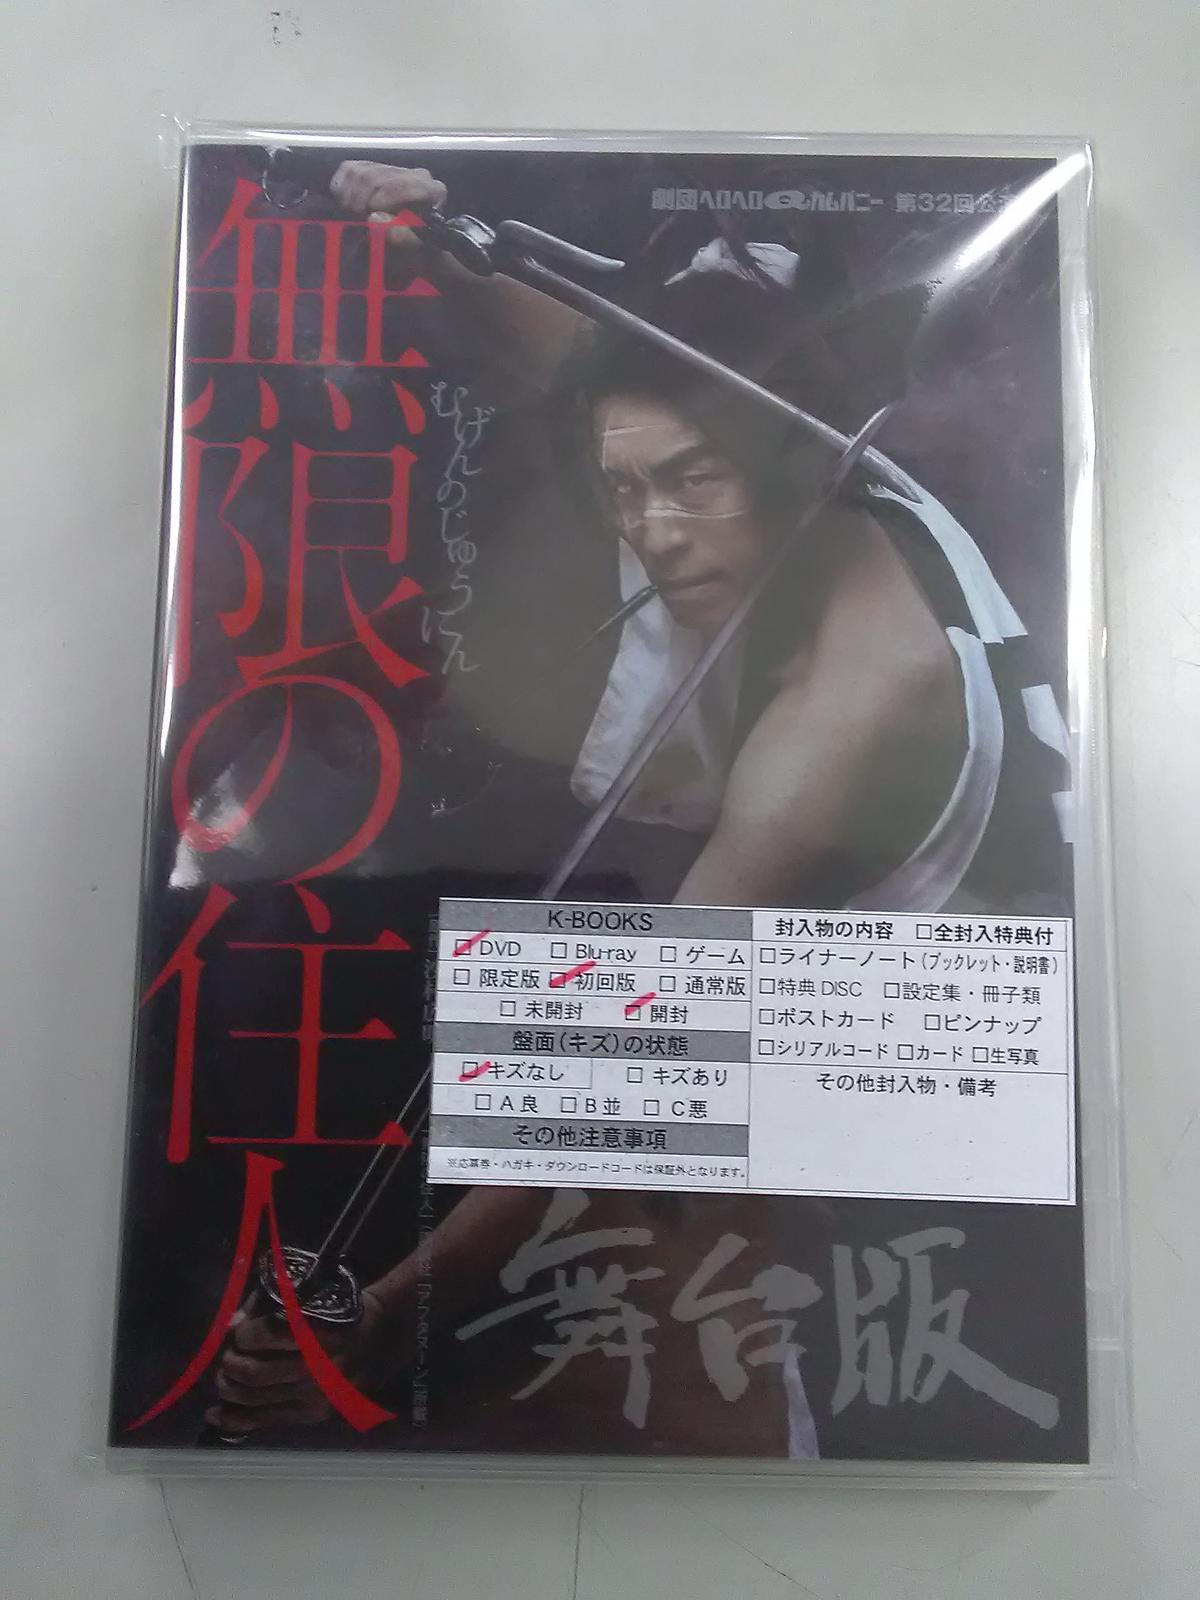 劇団ヘロヘロQカムパニー 第32回公演
無限の住人
むげんのじゅうにん
K-BOOKS
□ DVD □ Blu-ray □ ゲーム
□ 限定版 □ 初回版 □ 通常版
□ 未開封 □ 開封
盤面(キズ)の状態
□ キズなし □ キズあり
□ A 良 □ B 並 □ C 悪
その他注意事項
※応募券・ハガキ・ダウンロードコードは保証外となります。
封入物の内容 □全封入特典付
□ライナーノート(ブックレット・説明書)
□特典 DISC □設定集・冊子類
□ポストカード □ピンナップ
□シリアルコード □カード □生写真
その他封入物・備考
舞台版